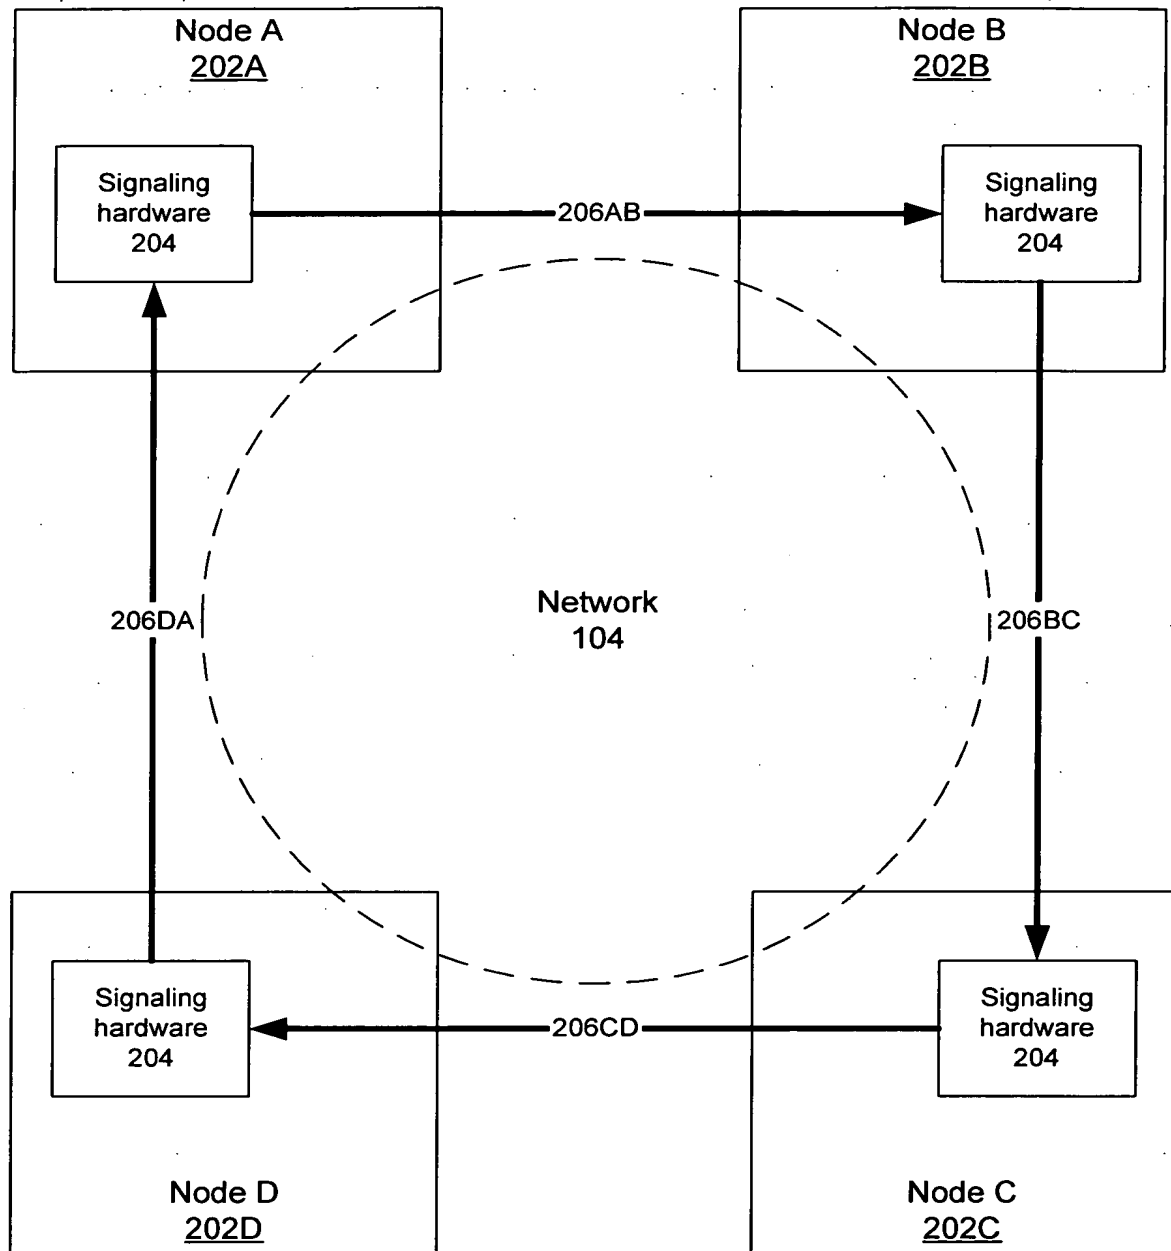 Node A
202A
Node B
202B
Signaling
hardware
204
206AB
Signaling
hardware
204
206DA
Network
104
206BC
Signaling
hardware
204
206CD
Signaling
hardware
204
Node D
202D
Node C
202C